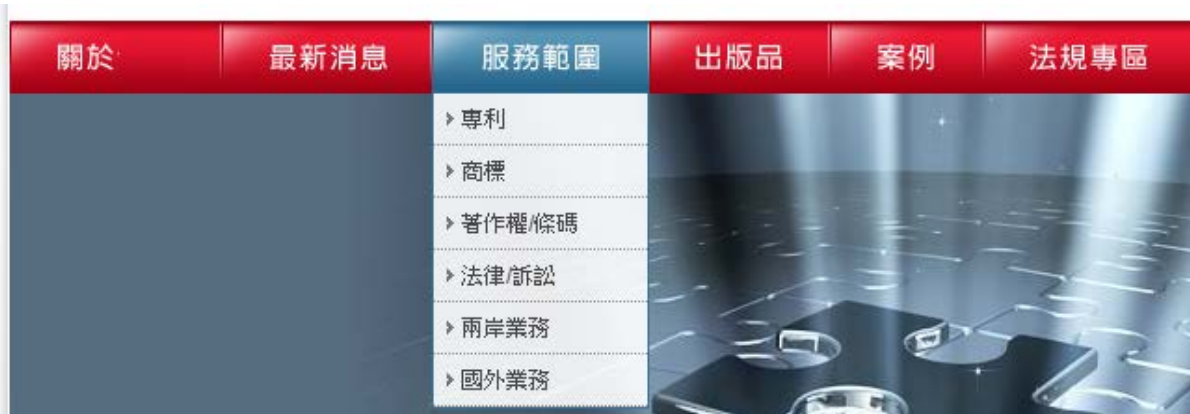 關於 最新消息 服務範圍 出版品 案例 法規專區
專利
商標
著作權/條碼
法律/訴訟
兩岸業務
國外業務